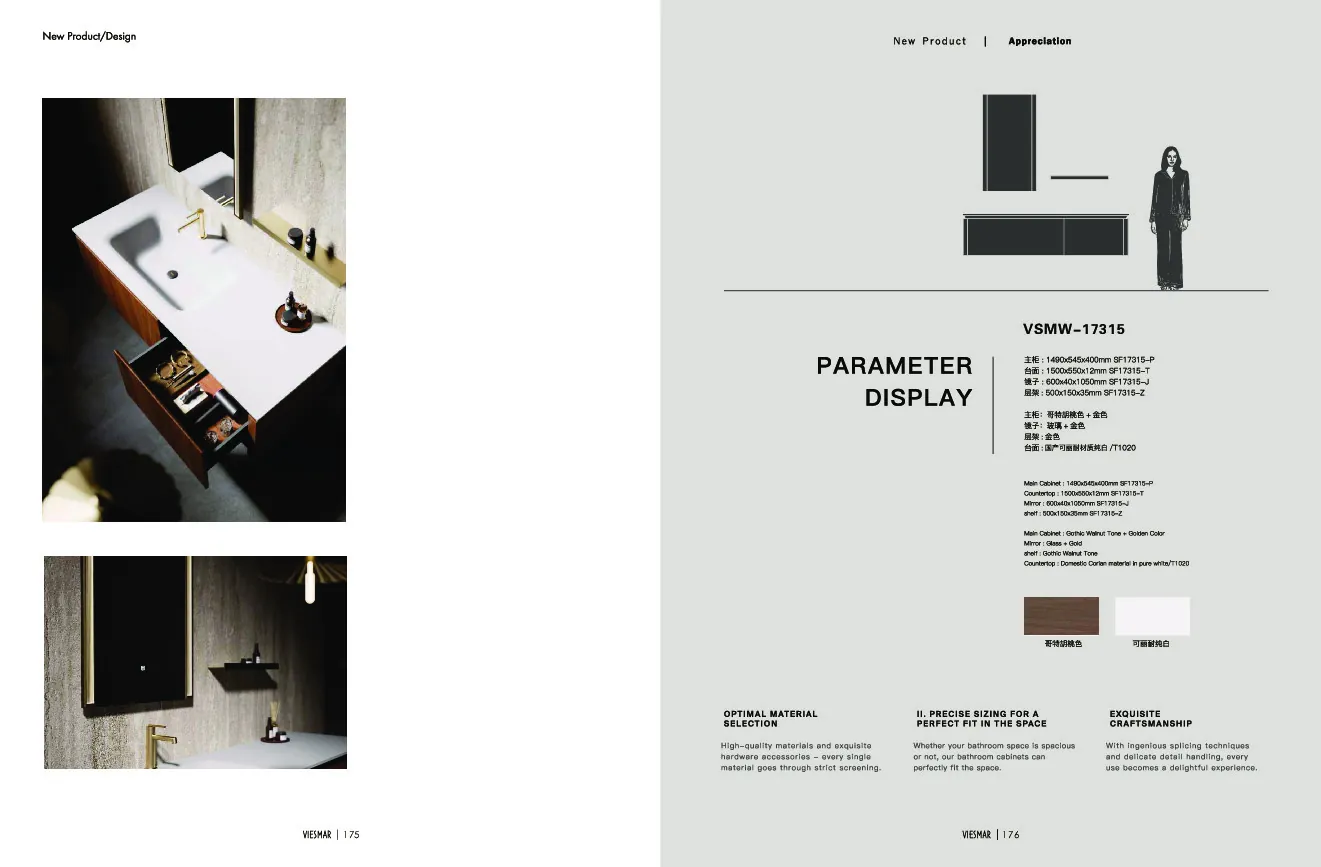 New Product/Design
VIESMAR | 175
New Product | Appreciation
VSMW-17315
PARAMETER
DISPLAY
主柜 : 1490x545x400mm SF17315-P
台面 : 1500x550x12mm SF17315-T
镜子 : 600x40x1050mm SF17315-J
层架 : 500x150x35mm SF17315-Z
主柜: 哥特胡桃色 + 金色
镜子: 玻璃 + 金色
层架 : 金色
台面 : 国产可丽耐材质纯白 /T1020
Main Cabinet : 1490x545x400mm SF17315-P
Countertop : 1500x550x12mm SF17315-T
Mirror : 600x40x1050mm SF17315-J
shelf : 500x150x35mm SF17315-Z
Main Cabinet : Gothic Walnut Tone + Golden Color
Mirror : Glass + Gold
shelf : Gothic Walnut Tone
Countertop : Domestic Corian material in pure white/T1020
哥特胡桃色
可丽耐纯白
OPTIMAL MATERIAL
SELECTION
High-quality materials and exquisite
hardware accessories - every single
material goes through strict screening.
II. PRECISE SIZING FOR A
PERFECT FIT IN THE SPACE
Whether your bathroom space is spacious
or not, our bathroom cabinets can
perfectly fit the space.
EXQUISITE
CRAFTSMANSHIP
With ingenious splicing techniques
and delicate detail handling, every
use becomes a delightful experience.
VIESMAR | 176